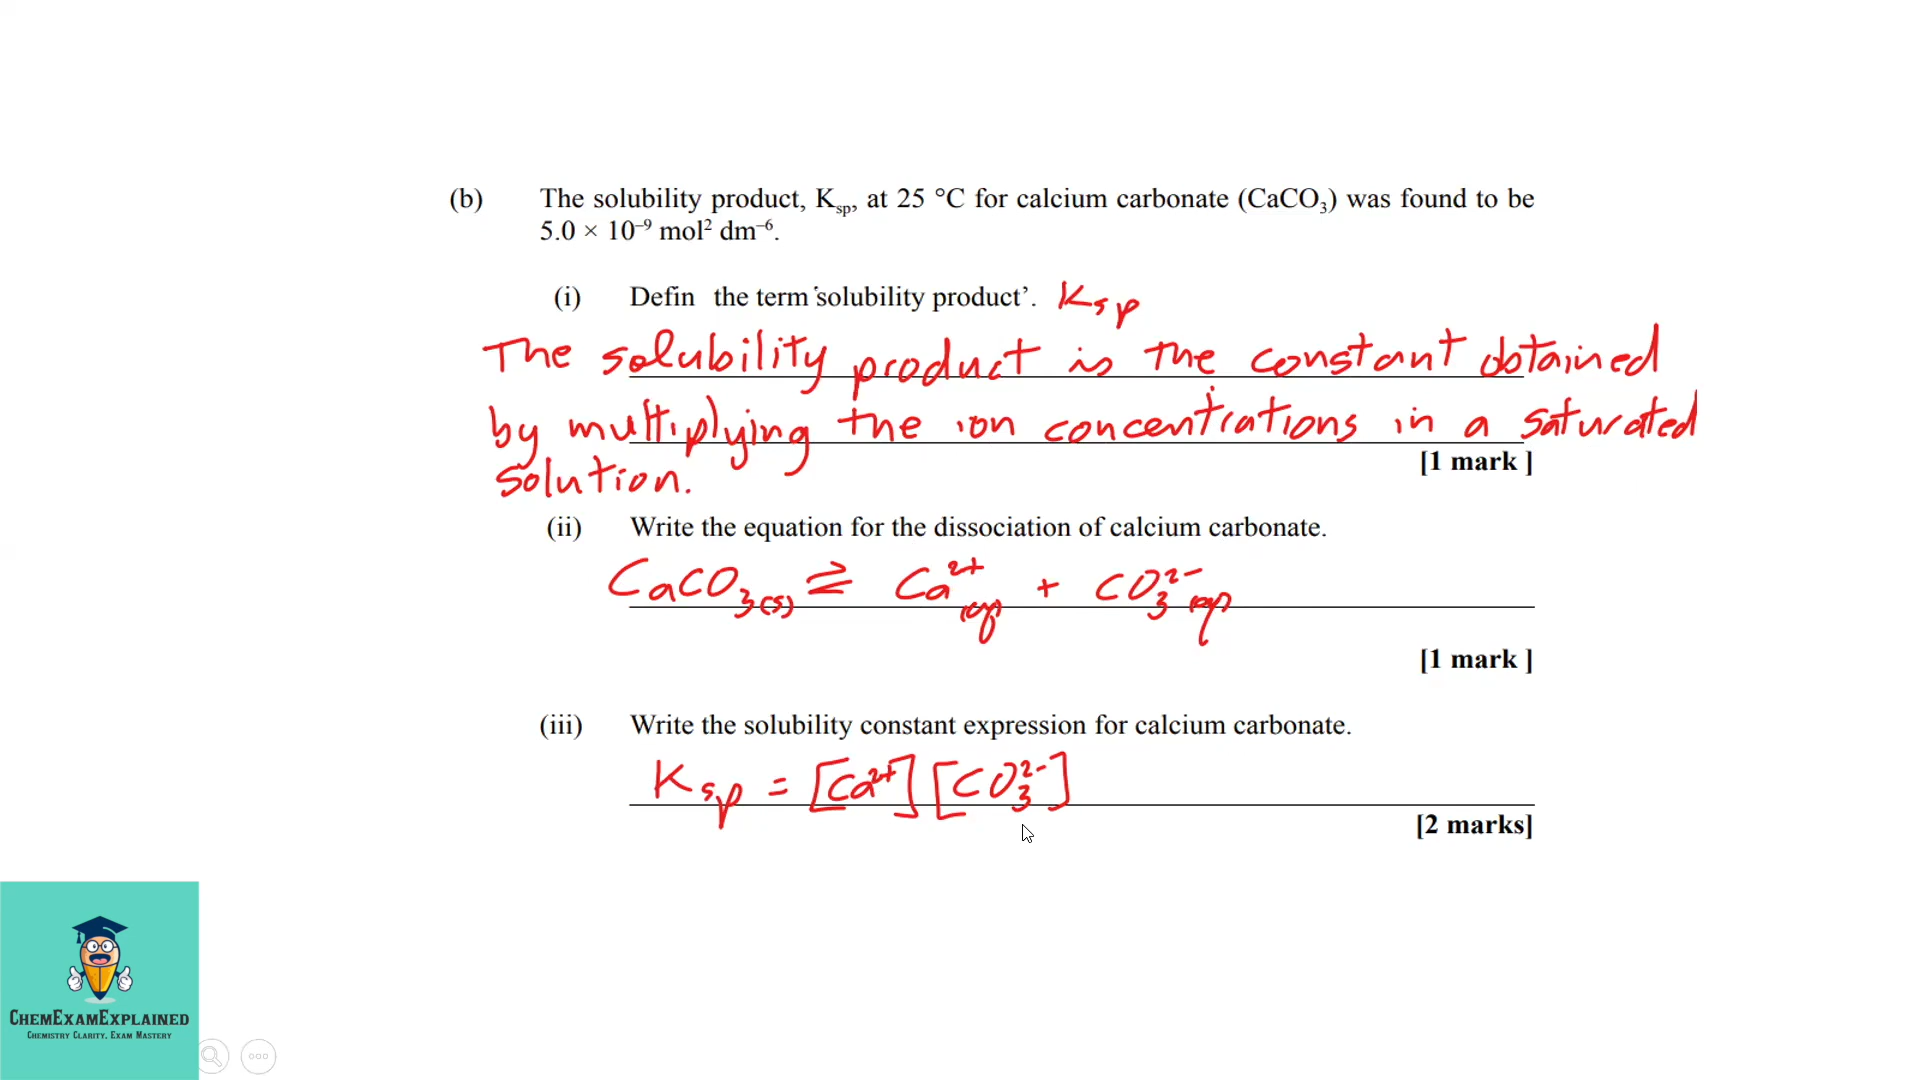 (b) The solubility product, Ksp, at 25 °C for calcium carbonate (CaCO₃) was found to be
5.0 × 10⁻⁹ mol² dm⁻⁶.
(i) Defin the term 'solubility product'. Ksp
The solubility product is the constant obtained
by multiplying the ion concentrations in a saturated
solution.
[1 mark ]
(ii) Write the equation for the dissociation of calcium carbonate.
CaCO₃(s) ⇌ Ca²⁺(aq) + CO₃²⁻(aq)
[1 mark ]
(iii) Write the solubility constant expression for calcium carbonate.
Ksp = [Ca²⁺] [CO₃²⁻]
[2 marks]
CHEMEXAMEXPLAINED
CHEMISTRY CLARITY, EXAM MASTERY